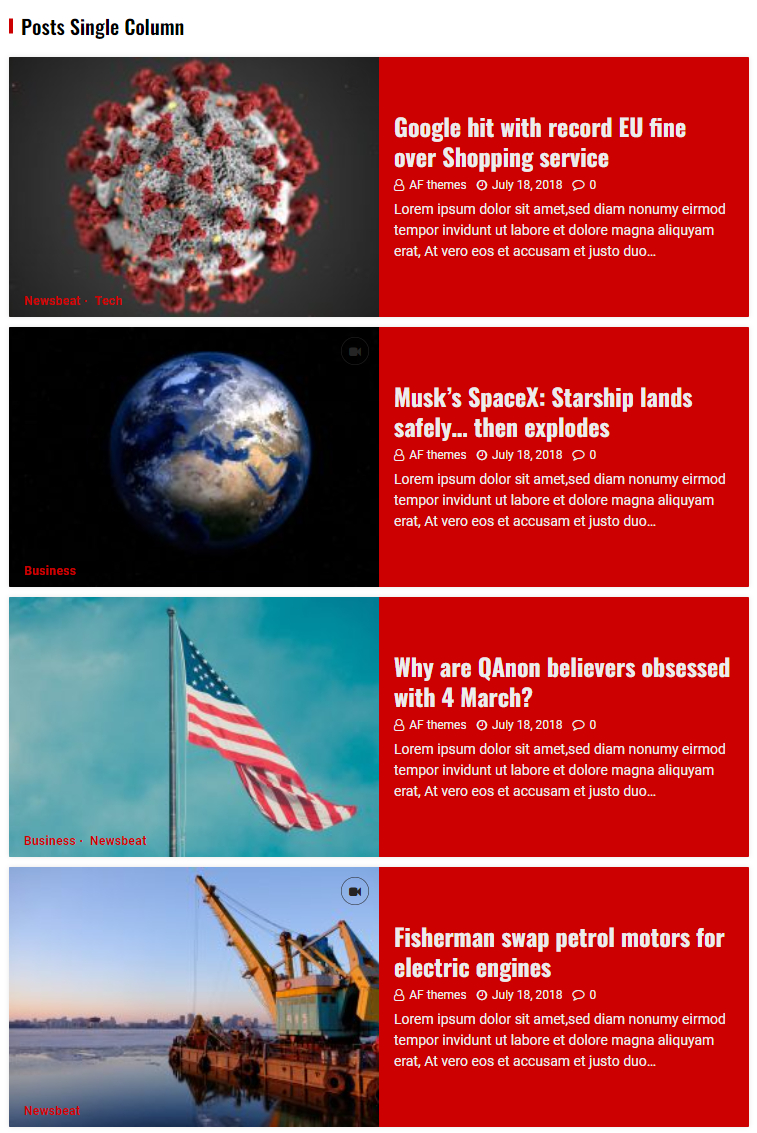 Posts Single Column
Google hit with record EU fine
over Shopping service
AF themes July 18, 2018 0
Lorem ipsum dolor sit amet,sed diam nonumy eirmod
tempor invidunt ut labore et dolore magna aliquyam
erat, At vero eos et accusam et justo duo...
Newsbeat · Tech
Musk’s SpaceX: Starship lands
safely… then explodes
AF themes July 18, 2018 0
Lorem ipsum dolor sit amet,sed diam nonumy eirmod
tempor invidunt ut labore et dolore magna aliquyam
erat, At vero eos et accusam et justo duo...
Business
Why are QAnon believers obsessed
with 4 March?
AF themes July 18, 2018 0
Lorem ipsum dolor sit amet,sed diam nonumy eirmod
tempor invidunt ut labore et dolore magna aliquyam
erat, At vero eos et accusam et justo duo...
Business · Newsbeat
Fisherman swap petrol motors for
electric engines
AF themes July 18, 2018 0
Lorem ipsum dolor sit amet,sed diam nonumy eirmod
tempor invidunt ut labore et dolore magna aliquyam
erat, At vero eos et accusam et justo duo...
Newsbeat